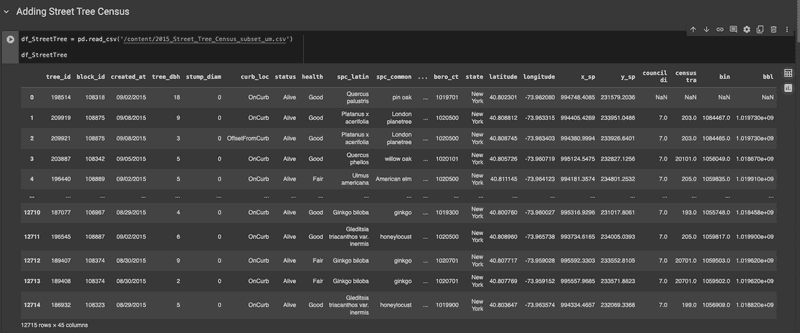 Adding Street Tree Census
df_StreetTree = pd.read_csv('/content/2015_Street_Tree_Census_subset_um.csv')
df_StreetTree
tree_id block_id created_at tree_dbh stump_diam curb_loc status health spc_latin spc_common ... boro_ct state latitude longitude x_sp y_sp council di census tra bin bbl
0 198514 108318 09/02/2015 18 0 OnCurb Alive Good Quercus palustris pin oak ... 1019701 New York 40.802301 -73.962080 994748.4085 231579.2036 NaN NaN NaN NaN
1 209919 108875 09/08/2015 9 0 OnCurb Alive Good Platanus x acerifolia London planetree ... 1020500 New York 40.808812 -73.963315 994405.4269 233951.0486 7.0 203.0 1084467.0 1.019730e+09
2 209921 108875 09/08/2015 3 0 OffsetFromCurb Alive Good Platanus x acerifolia London planetree ... 1020500 New York 40.808745 -73.963403 994380.9994 233926.6401 7.0 203.0 1084465.0 1.019730e+09
3 203887 108342 09/05/2015 5 0 OnCurb Alive Good Quercus phellos willow oak ... 1020101 New York 40.805726 -73.960719 995124.5475 232827.1256 7.0 20101.0 1056049.0 1.018670e+09
4 196440 108889 09/02/2015 5 0 OnCurb Alive Fair Ulmus americana American elm ... 1020500 New York 40.811145 -73.964123 994181.3574 234801.2532 7.0 205.0 1059835.0 1.019910e+09
... ... ... ... ... ... ... ... ... ... ... ... ... ... ... ... ... ... ... ... ...
12710 187077 106967 08/29/2015 4 0 OnCurb Alive Good Ginkgo biloba ginkgo ... 1019300 New York 40.800760 -73.960027 995316.9296 231017.8061 7.0 193.0 1055748.0 1.018458e+09
12711 196545 108887 09/02/2015 6 0 OnCurb Alive Good Gleditsia triacanthos var. inermis honeylocust ... 1020500 New York 40.808960 -73.965738 993734.6165 234005.0393 7.0 205.0 1059817.0 1.019900e+09
12712 189407 108374 08/30/2015 9 0 OnCurb Alive Fair Ginkgo biloba ginkgo ... 1020701 New York 40.807717 -73.959028 995592.3303 233552.8105 7.0 20701.0 1059503.0 1.019620e+09
12713 189408 108374 08/30/2015 2 0 OnCurb Alive Fair Ginkgo biloba ginkgo ... 1020701 New York 40.807769 -73.959152 995557.9685 233571.8823 7.0 20701.0 1059502.0 1.019620e+09
12714 186932 108323 08/29/2015 5 0 OnCurb Alive Good Gleditsia triacanthos var. inermis honeylocust ... 1019900 New York 40.803647 -73.963574 994334.4557 232069.3368 7.0 199.0 1056909.0 1.018820e+09
12715 rows × 45 columns